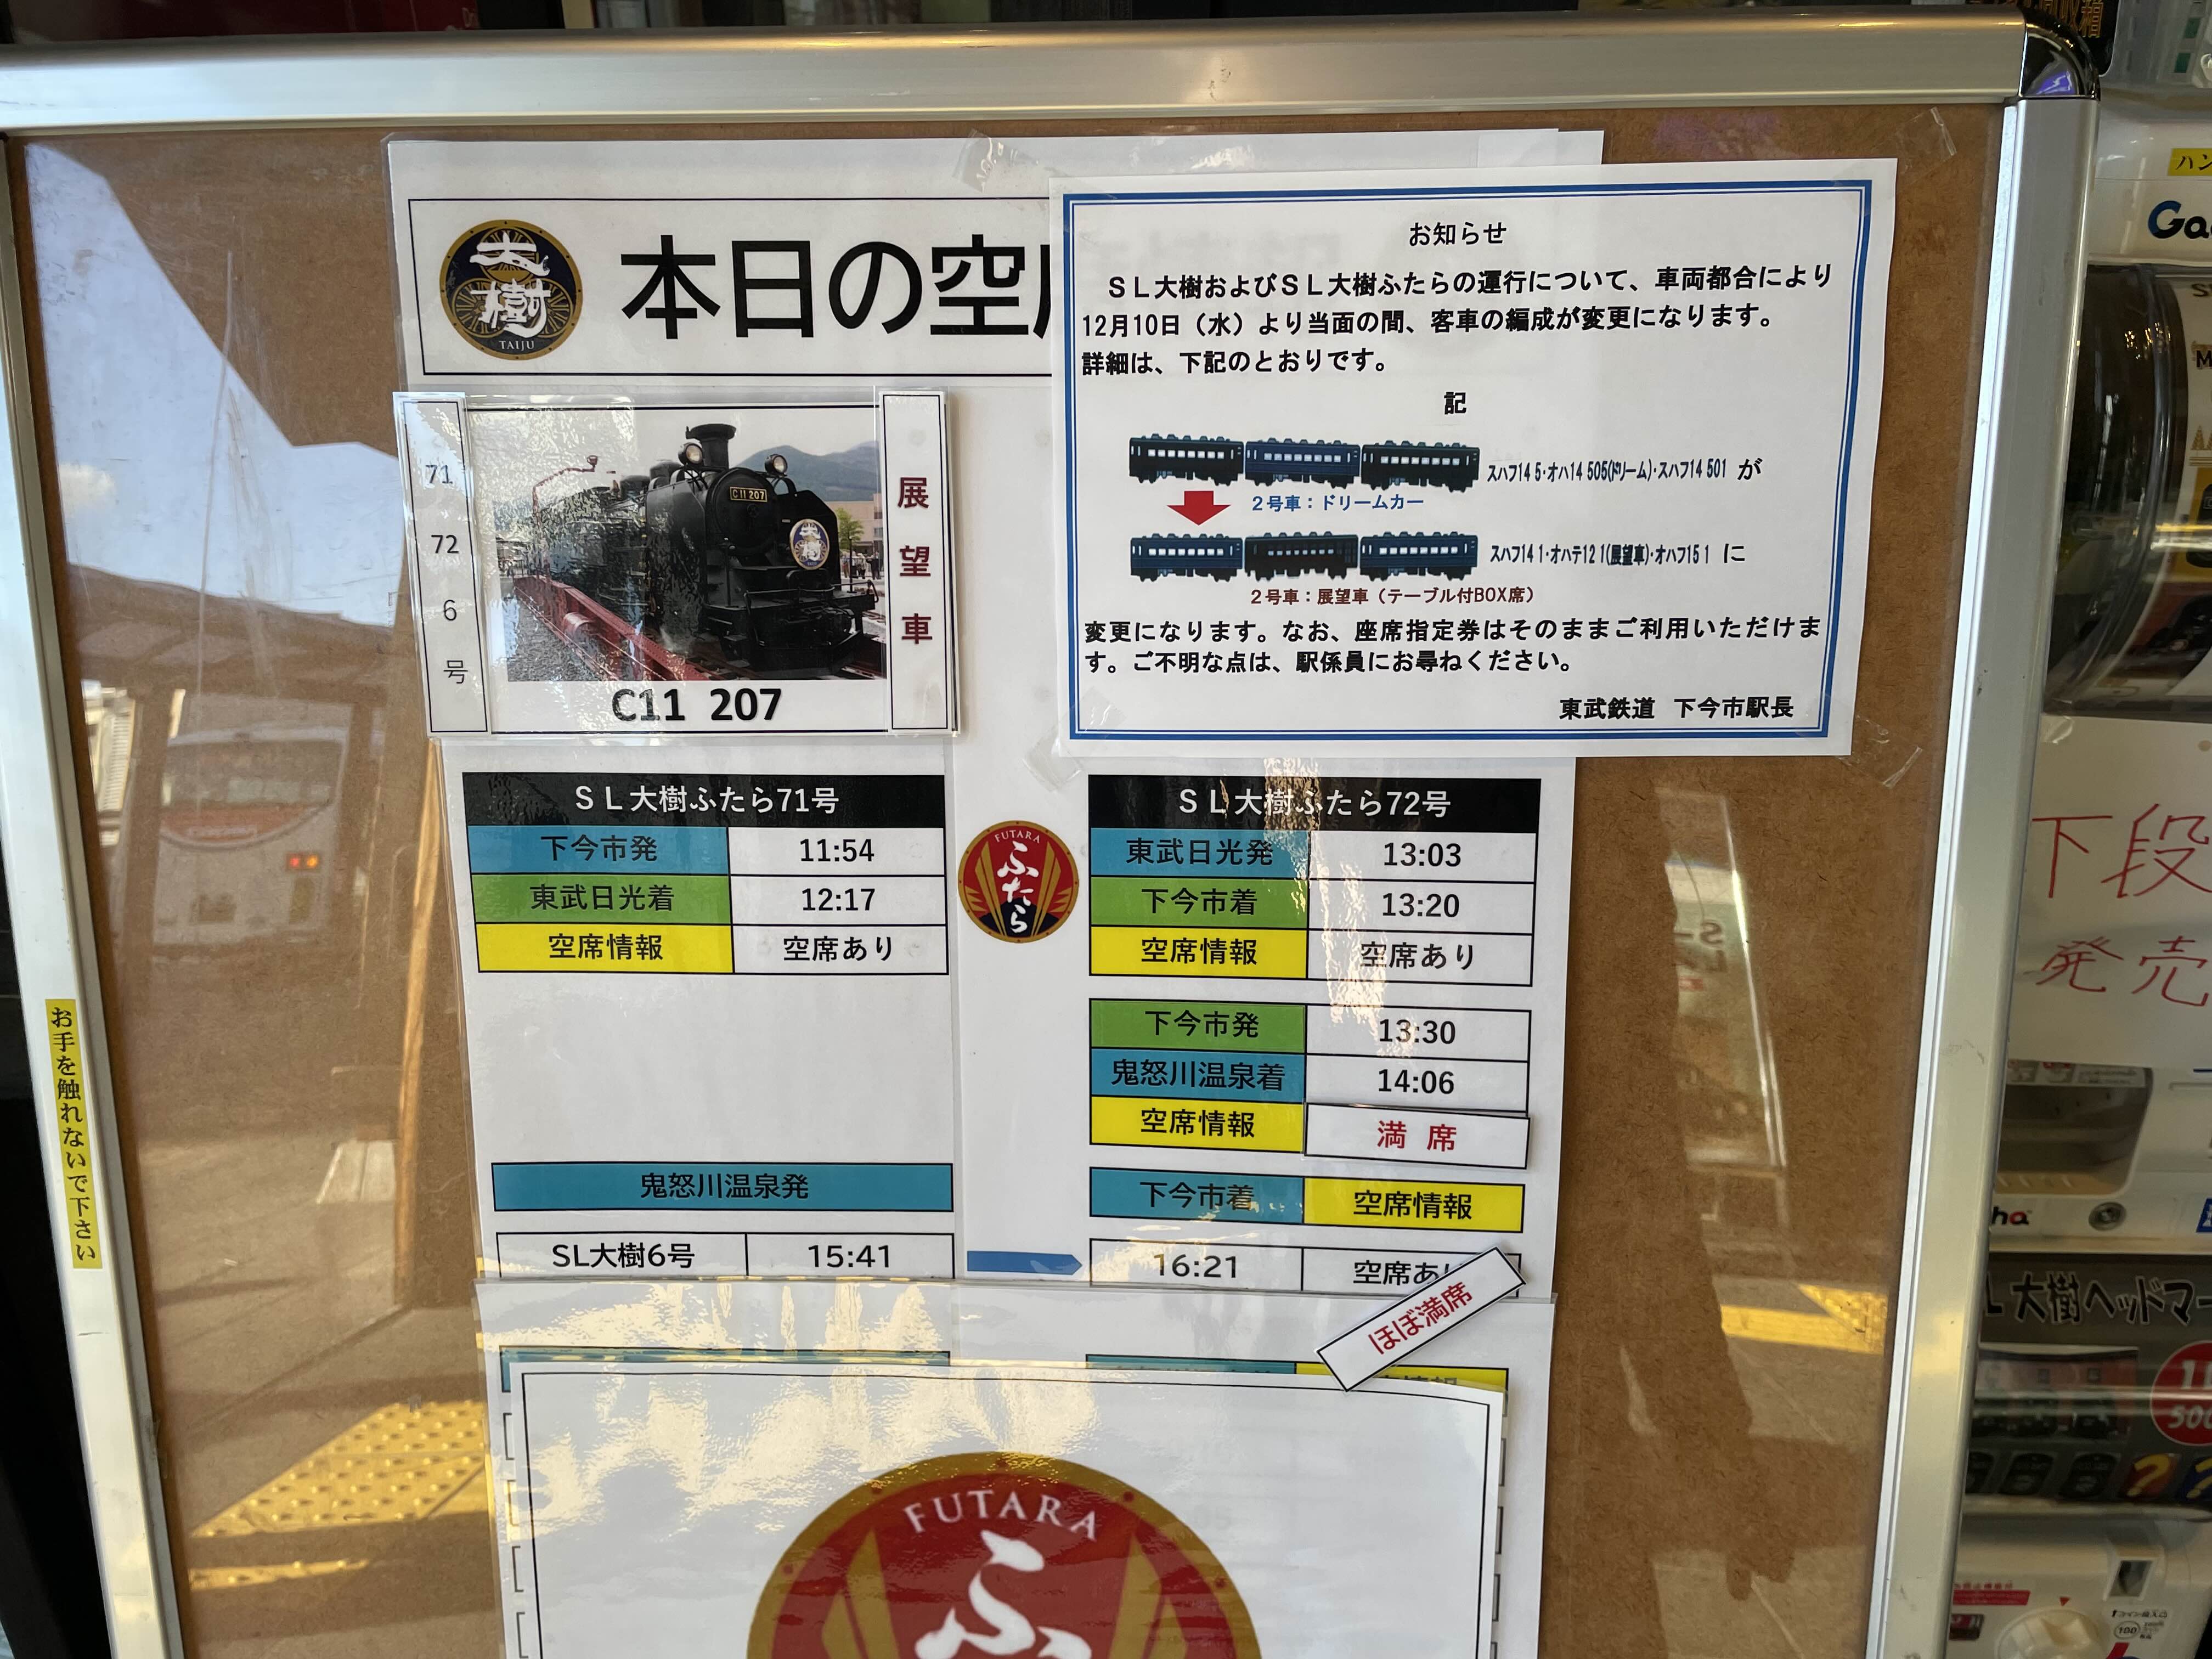 大樹
TAIJU
本日の空
お知らせ
ＳＬ大樹およびＳＬ大樹ふたらの運行について、車両都合により
12月10日（水）より当面の間、客車の編成が変更になります。
詳細は、下記のとおりです。
記
スハフ14 5・オハ14 505(ドリーム)・スハフ14 501 が
２号車：ドリームカー
スハフ14 1・オハテ12 1(展望車)・オハフ15 1 に
２号車：展望車（テーブル付BOX席）
変更になります。なお、座席指定券はそのままご利用いただけま
す。ご不明な点は、駅係員にお尋ねください。
東武鉄道 下今市駅長
71
72
6
号
C11 207
大樹
展望車
C11 207
ＳＬ大樹ふたら71号
下今市発 11:54
東武日光着 12:17
空席情報 空席あり
FUTARA
ふたら
ＳＬ大樹ふたら72号
東武日光発 13:03
下今市着 13:20
空席情報 空席あり
下今市発 13:30
鬼怒川温泉着 14:06
空席情報 満席
鬼怒川温泉発
下今市着 空席情報
SL大樹6号 15:41
16:21 空席あ
ほぼ満席
FUTARA
ふ
お手を触れないで下さい
ハン
Ga
下段
発売
ha
大樹ヘッドマー
100